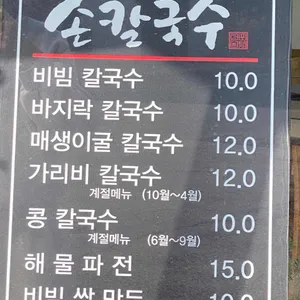 손칼국수
비빔 칼국수 10.0
바지락 칼국수 10.0
매생이굴 칼국수 12.0
가리비 칼국수 12.0
계절메뉴 (10월~4월)
콩 칼국수 10.0
계절메뉴 (6월~9월)
해물파전 15.0
비빔